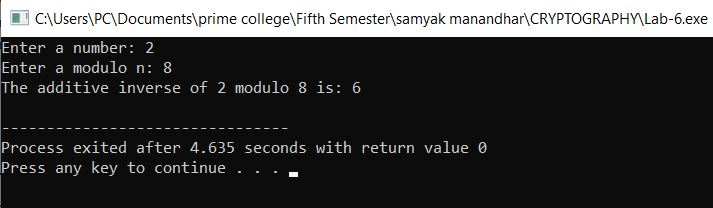 C:\Users\PC\Documents\prime college\Fifth Semester\samyak manandhar\CRYPTOGRAPHY\Lab-6.exe
Enter a number: 2
Enter a modulo n: 8
The additive inverse of 2 modulo 8 is: 6
--------------------------------
Process exited after 4.635 seconds with return value 0
Press any key to continue . . .